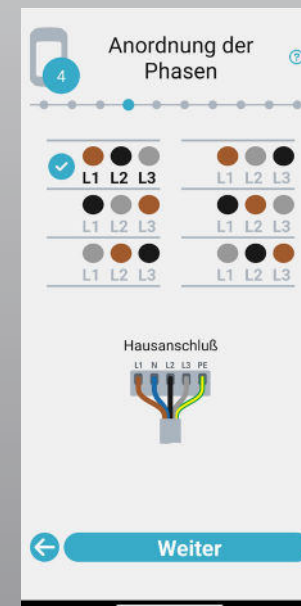 4
Anordnung der
Phasen
?
L1 L2 L3
L1 L2 L3
L1 L2 L3
L1 L2 L3
L1 L2 L3
L1 L2 L3
Hausanschluß
L1 N L2 L3 PE
Weiter